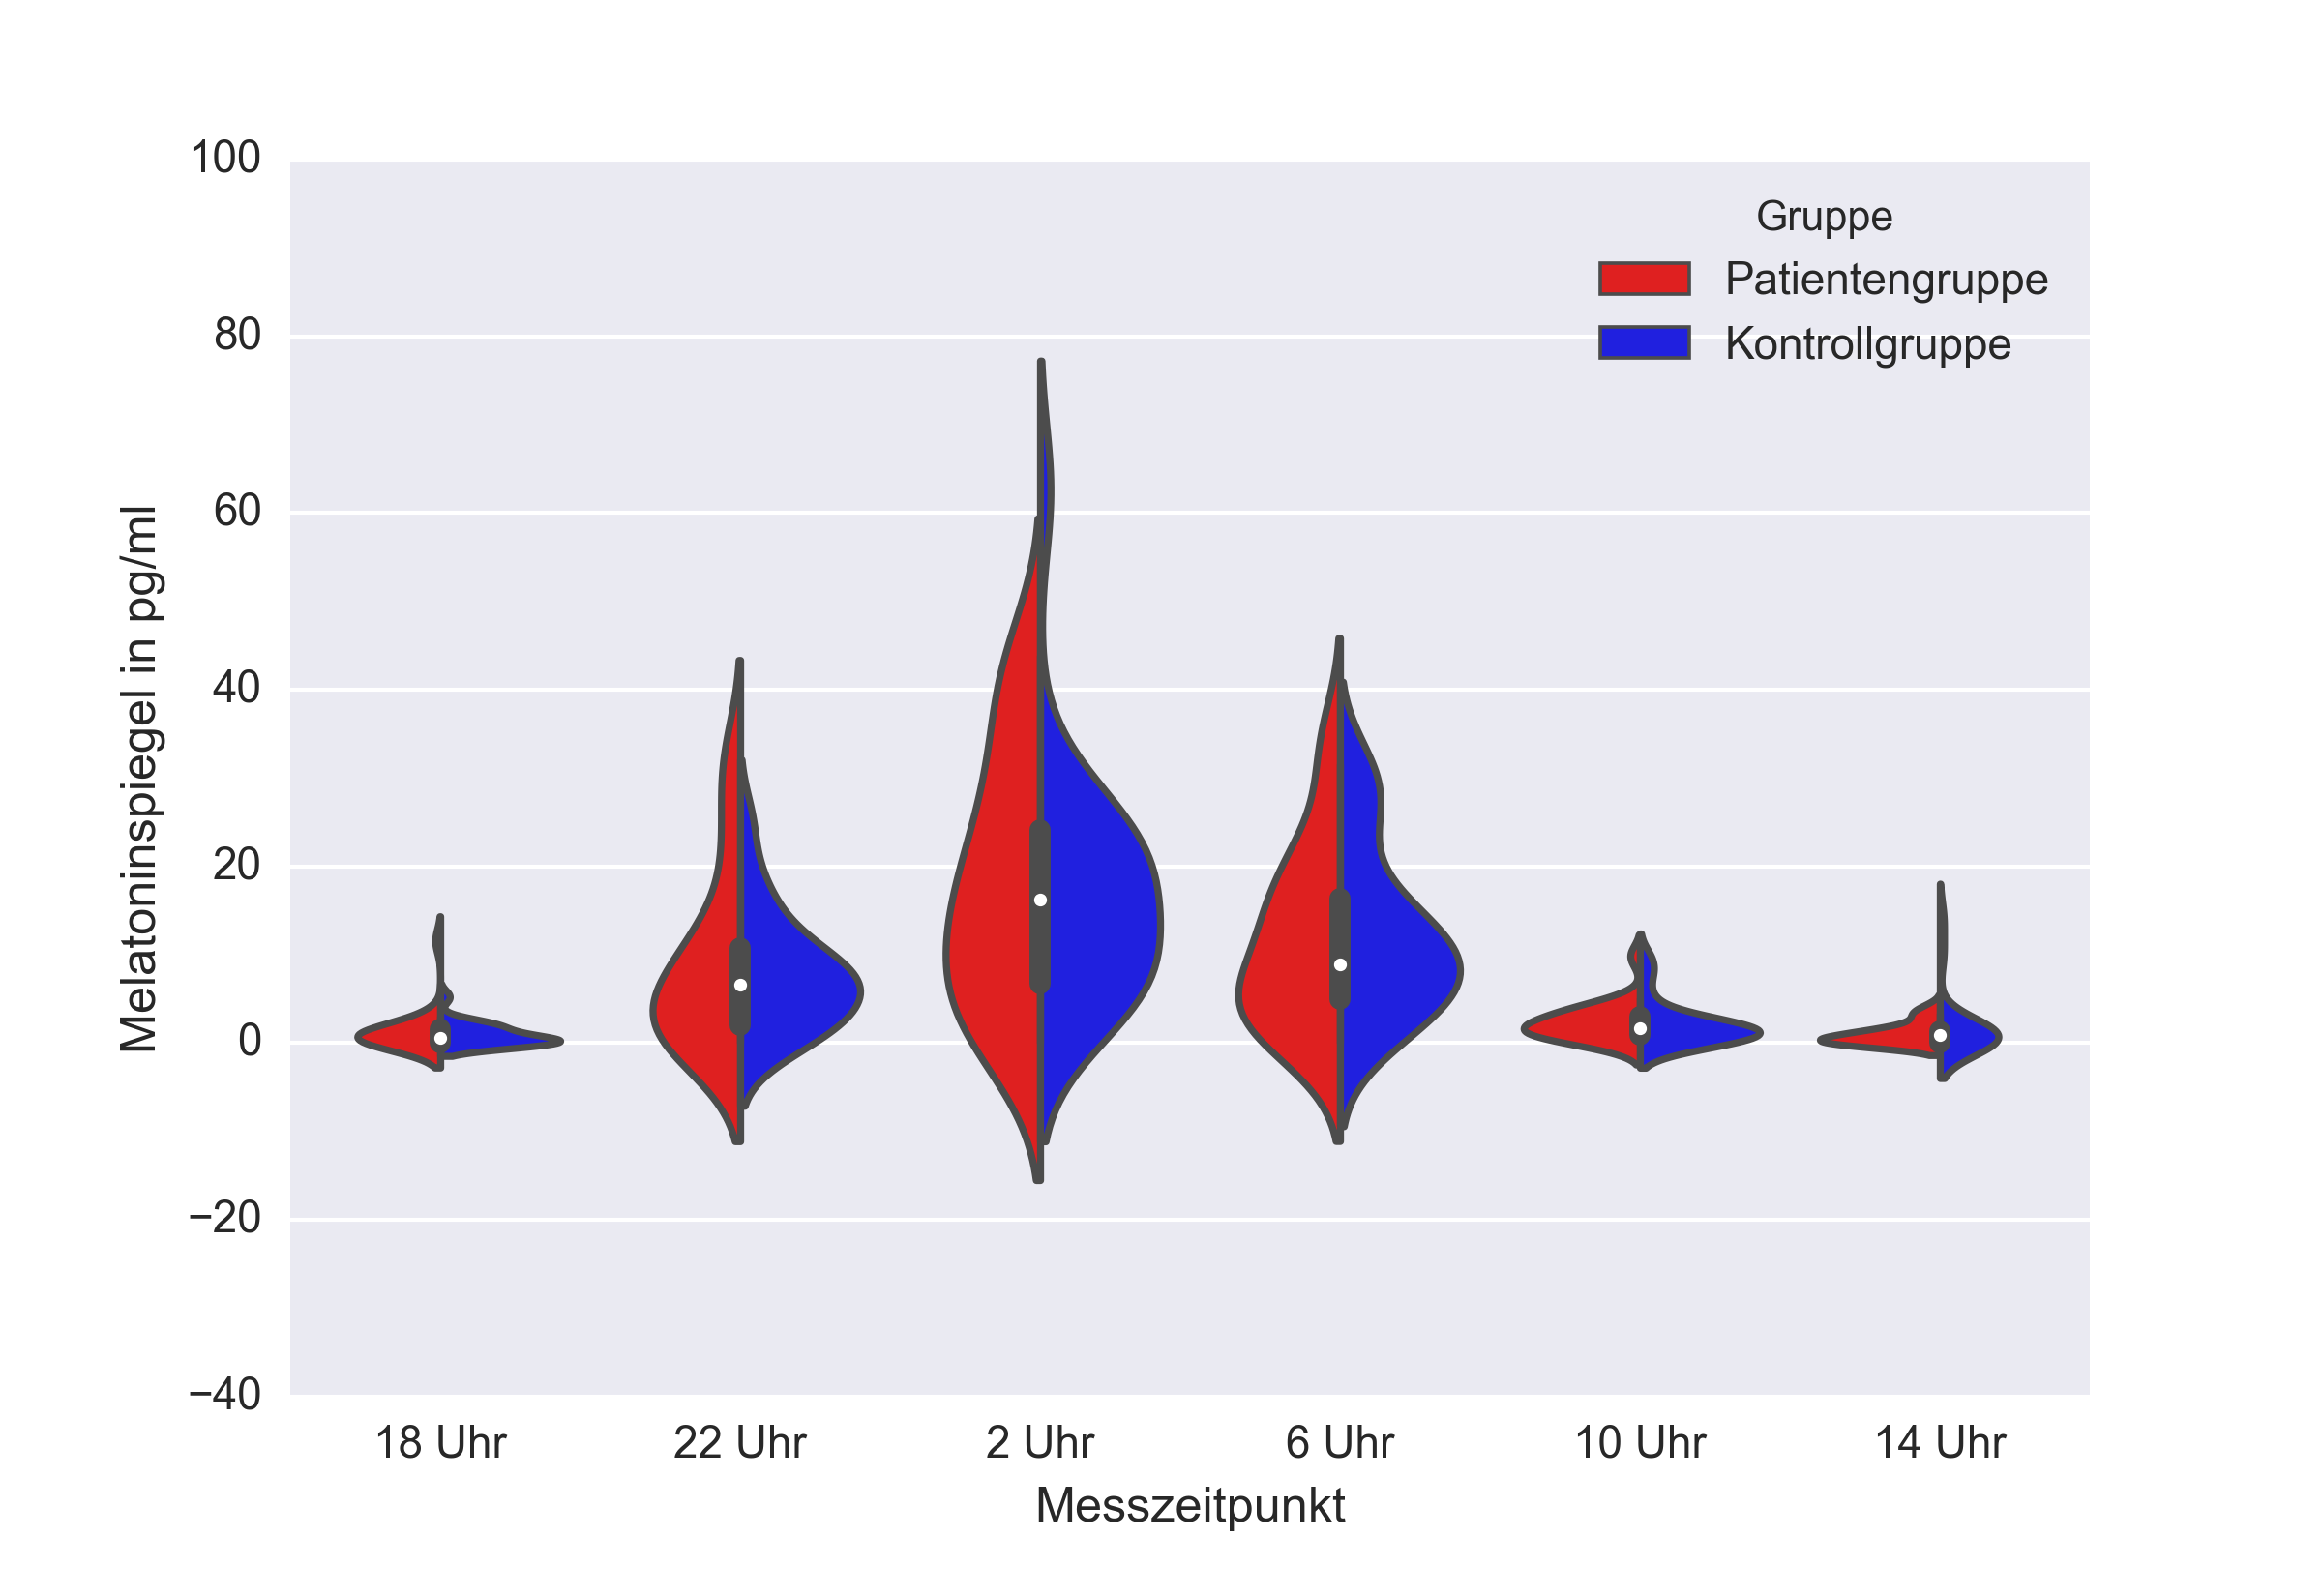 100
80
60
40
20
0
−20
−40
Melatoninspiegel in pg/ml
Gruppe
Patientengruppe
Kontrollgruppe
18 Uhr
22 Uhr
2 Uhr
6 Uhr
10 Uhr
14 Uhr
Messzeitpunkt